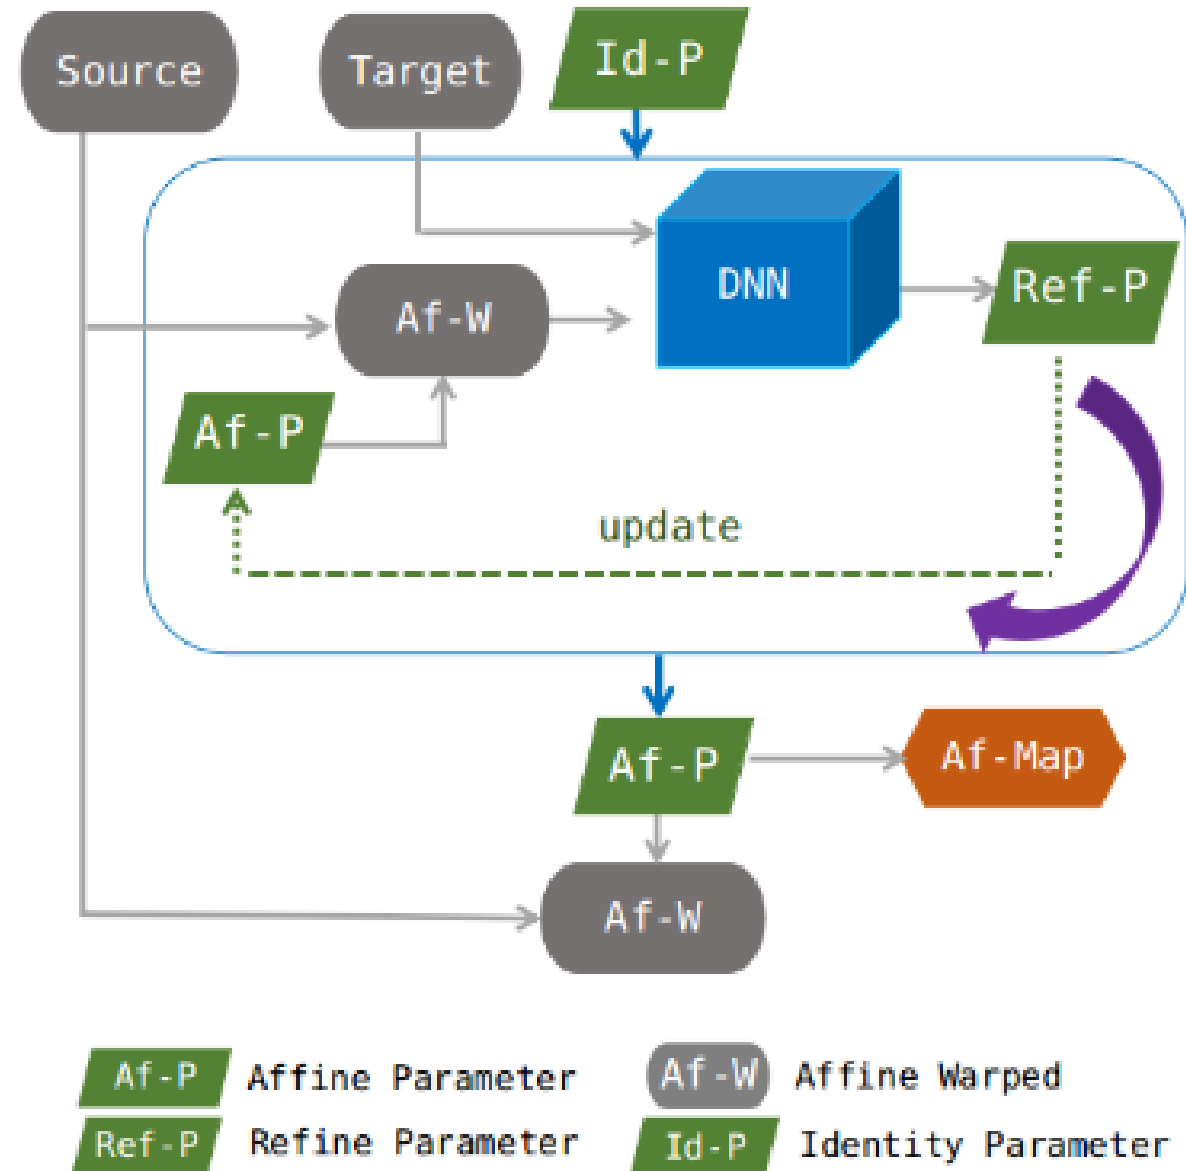 Source
Target
Id-P
DNN
Ref-P
Af-W
Af-P
update
Af-P
Af-Map
Af-W
Af-P Affine Parameter
Af-W Affine Warped
Ref-P Refine Parameter
Id-P Identity Parameter